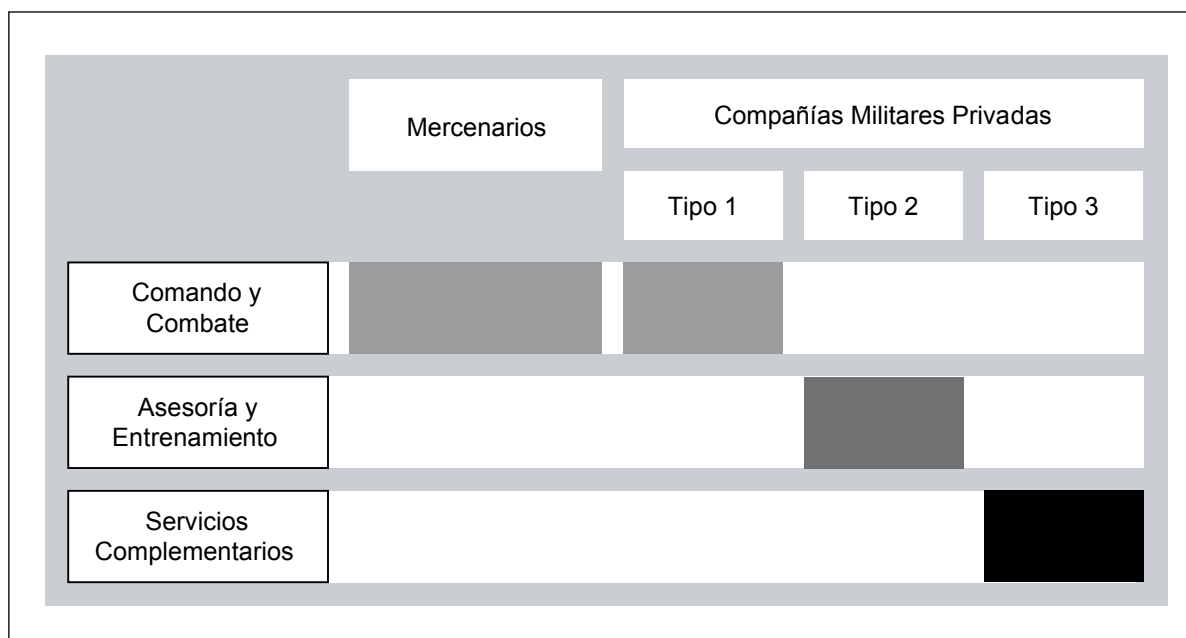 Mercenarios
Compañías Militares Privadas
Tipo 1
Tipo 2
Tipo 3
Comando y
Combate
Asesoría y
Entrenamiento
Servicios
Complementarios